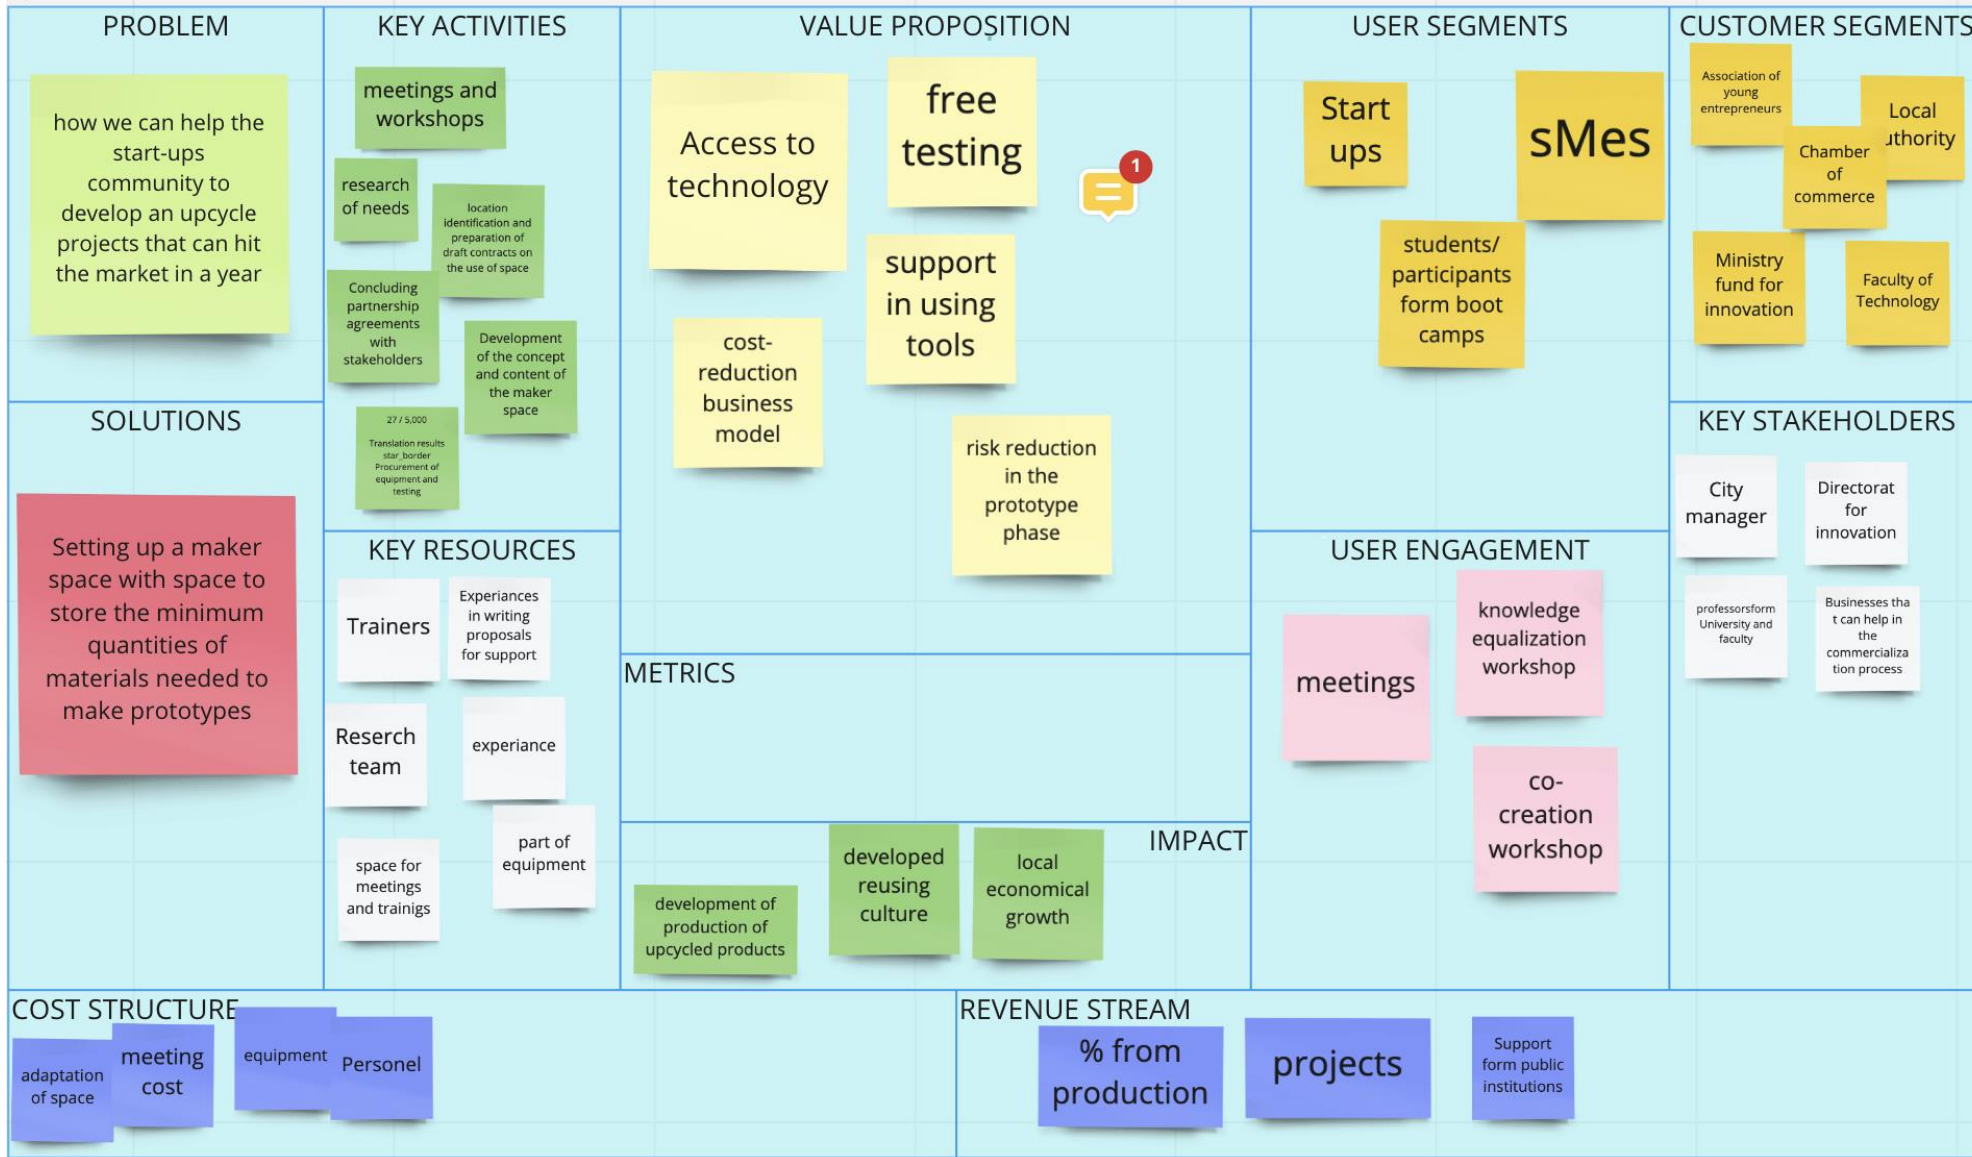 PROBLEM
how we can help the
start-ups
community to
develop an upcycle
projects that can hit
the market in a year
SOLUTIONS
Setting up a maker
space with space to
store the minimum
quantities of
materials needed to
make prototypes
KEY ACTIVITIES
meetings and
workshops
research
of needs
location
identification and
preparation of
draft contracts on
the use of space
Concluding
partnership
agreements
with
stakeholders
Development
of the concept
and content of
the maker
space
27 / 5,000
Translation results
star_border
Procurement of
equipment and
testing
KEY RESOURCES
Trainers
Experiances
in writing
proposals
for support
Reserch
team
experiance
part of
equipment
space for
meetings
and trainigs
VALUE PROPOSITION
Access to
technology
free
testing
1
support
in using
tools
cost-
reduction
business
model
risk reduction
in the
prototype
phase
METRICS
IMPACT
development of
production of
upcycled products
developed
reusing
culture
local
economical
growth
USER SEGMENTS
Start
ups
sMes
students/
participants
form boot
camps
USER ENGAGEMENT
meetings
knowledge
equalization
workshop
co-
creation
workshop
CUSTOMER SEGMENTS
Association of
young
entrepreneurs
Local
uthority
Chamber
of
commerce
Ministry
fund for
innovation
Faculty of
Technology
KEY STAKEHOLDERS
City
manager
Directorat
for
innovation
professorsform
University and
faculty
Businesses tha
t can help in
the
commercializa
tion process
COST STRUCTURE
adaptation
of space
meeting
cost
equipment
Personel
REVENUE STREAM
% from
production
projects
Support
form public
institutions